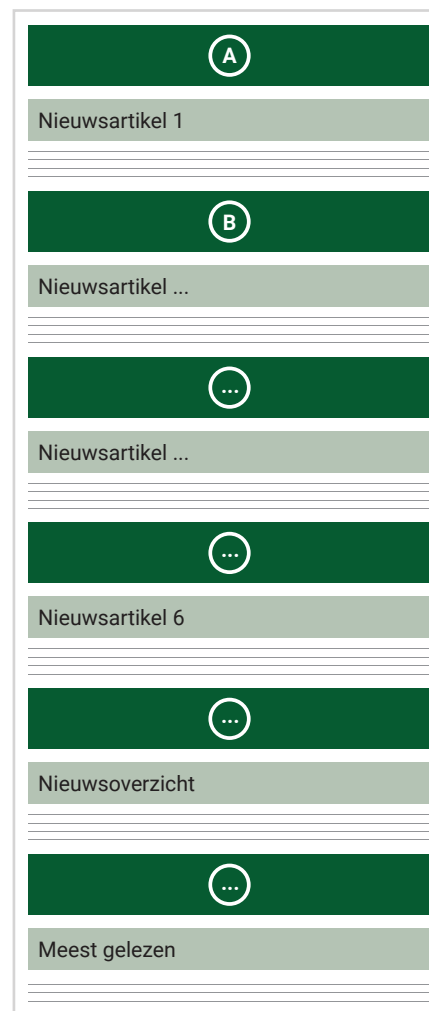 A
Nieuwsartikel 1
B
Nieuwsartikel ...
...
Nieuwsartikel ...
...
Nieuwsartikel 6
...
Nieuwsoverzicht
...
Meest gelezen